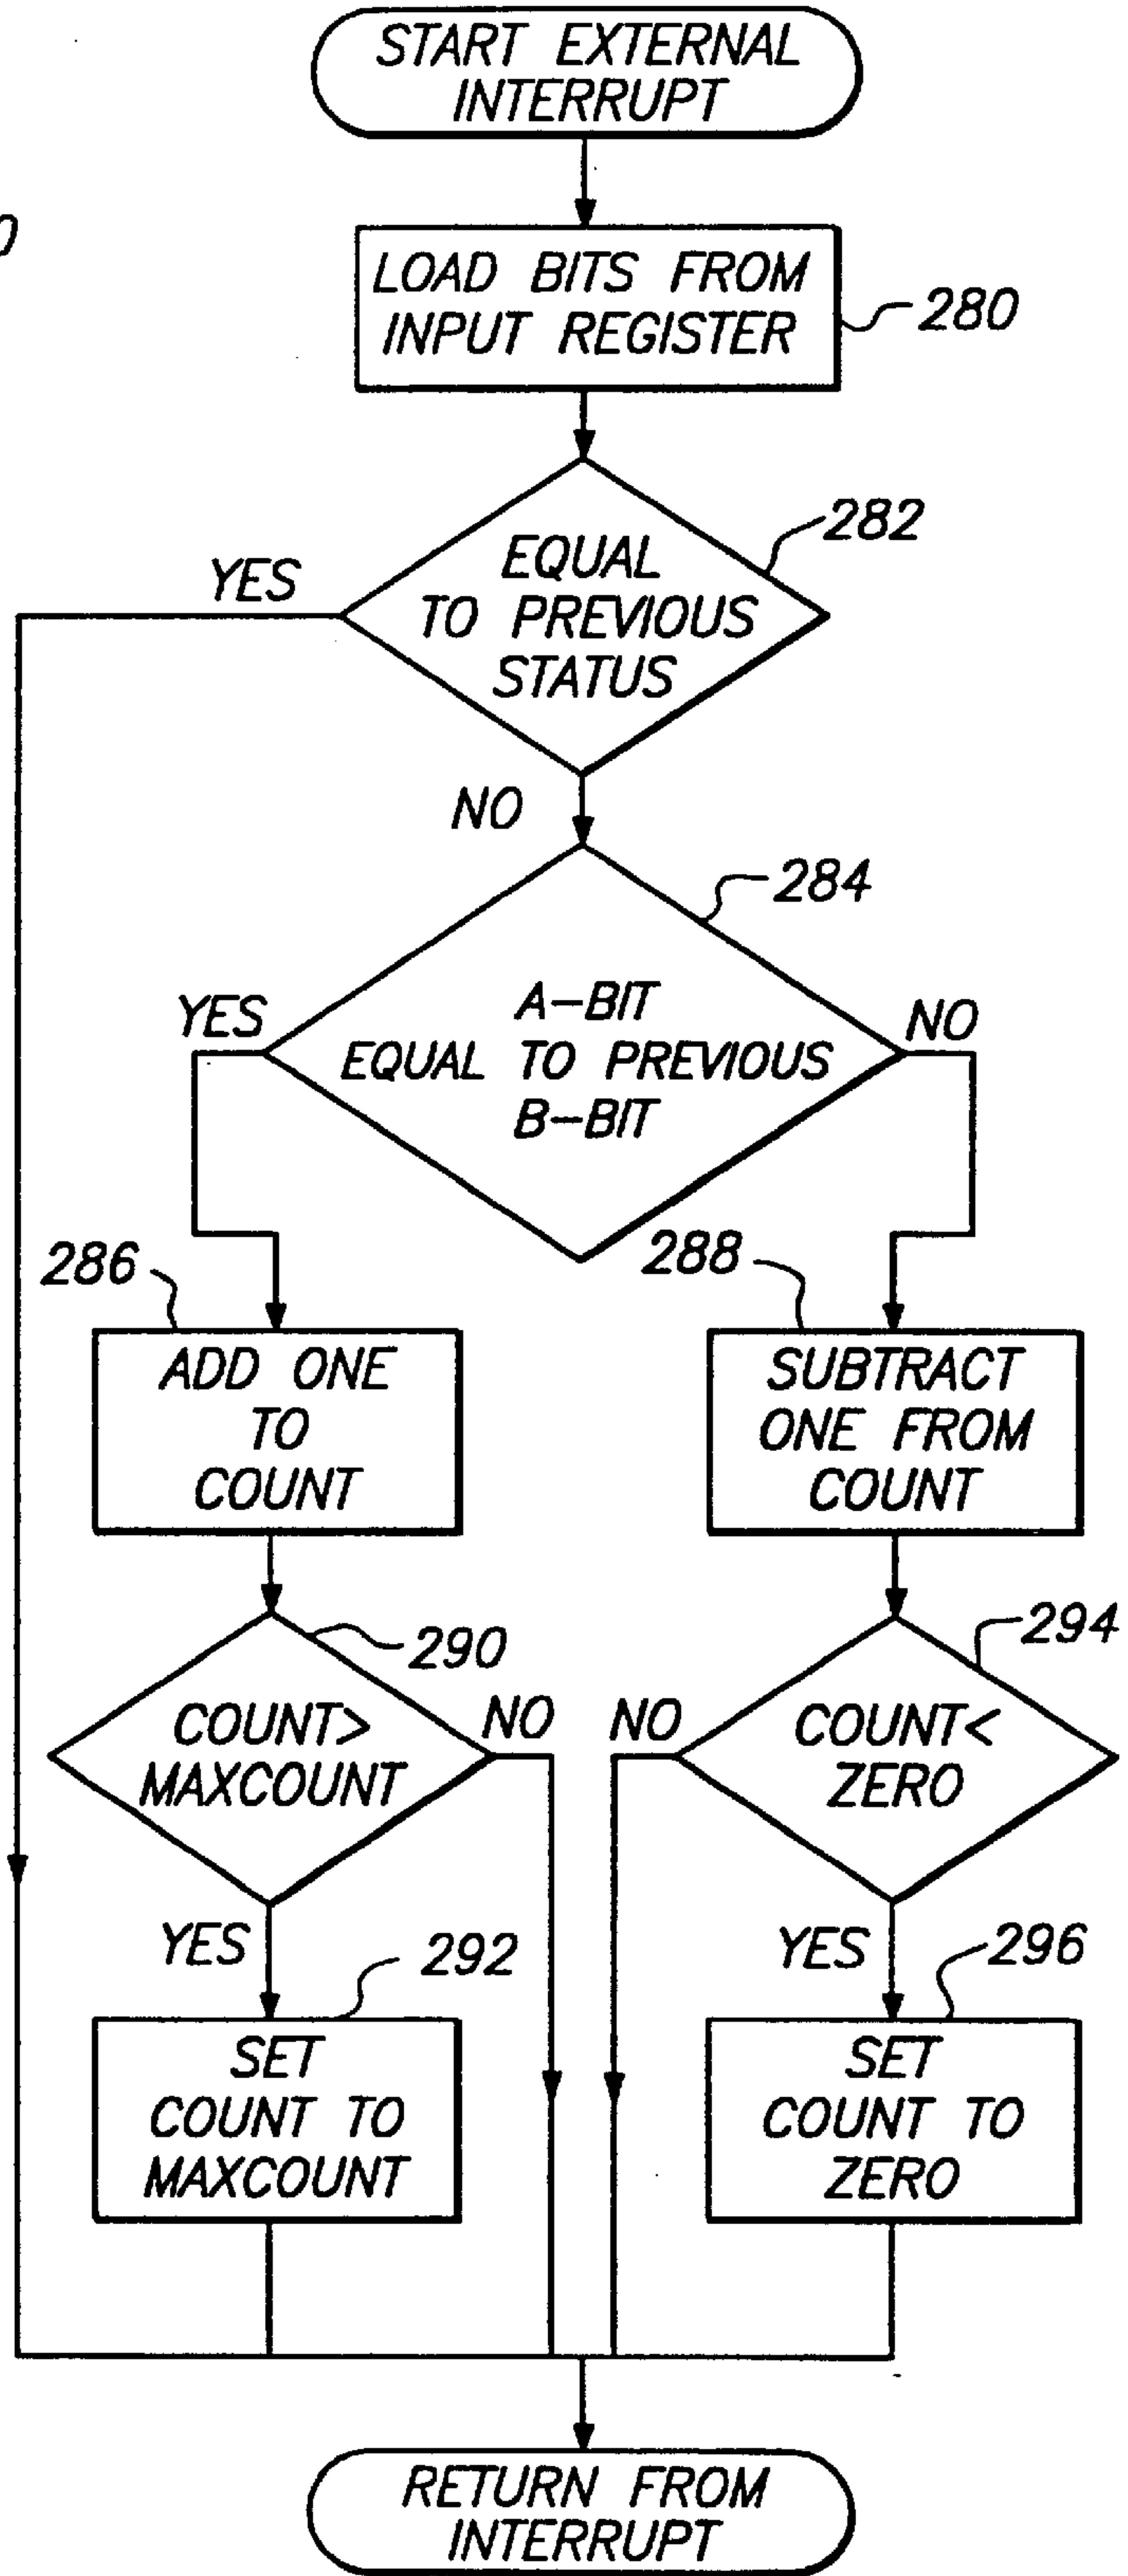 START EXTERNAL
INTERRUPT
0
LOAD BITS FROM
INPUT REGISTER
280
282
YES
EQUAL
TO PREVIOUS
STATUS
NO
284
YES
A-BIT
EQUAL TO PREVIOUS
B-BIT
NO
286
288
ADD ONE
TO
COUNT
SUBTRACT
ONE FROM
COUNT
290
294
COUNT>
MAXCOUNT
NO
NO
COUNT<
ZERO
YES
292
YES
296
SET
COUNT TO
MAXCOUNT
SET
COUNT TO
ZERO
RETURN FROM
INTERRUPT